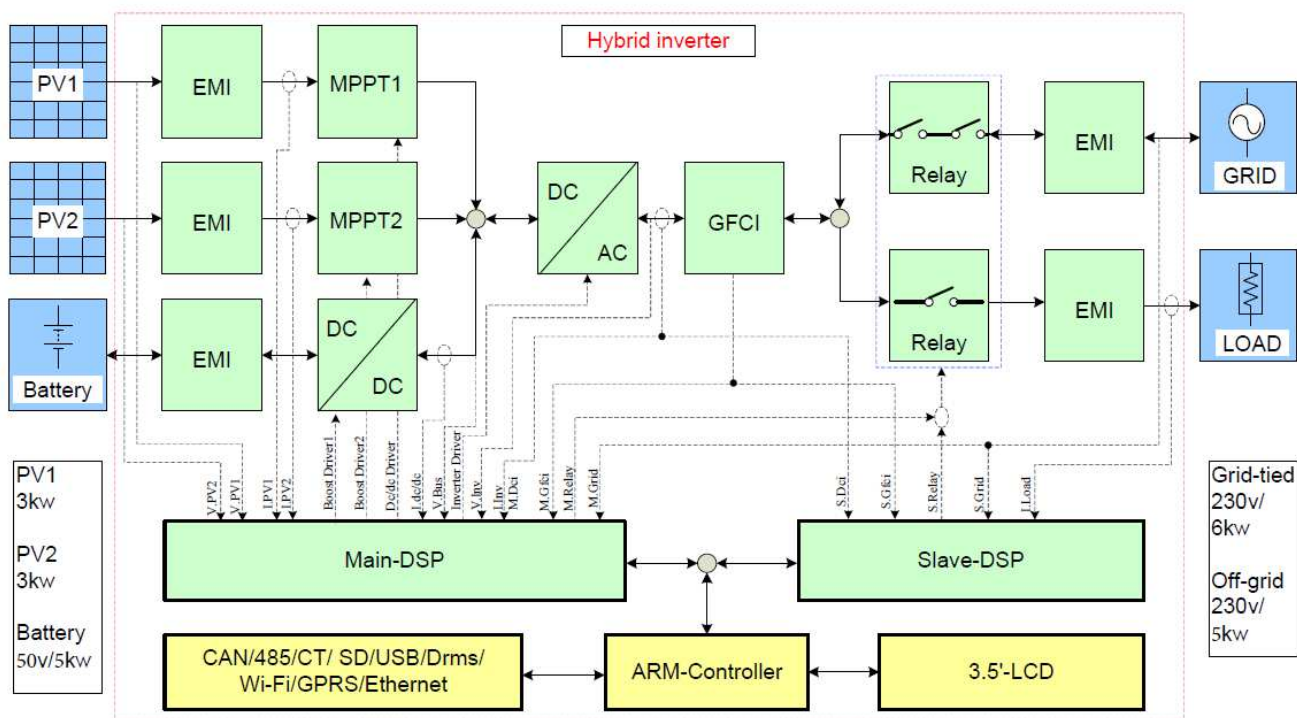 Hybrid inverter
PV1
EMI
MPPT1
Relay
EMI
GRID
PV2
EMI
MPPT2
DC
AC
GFCI
Battery
EMI
DC
DC
Relay
EMI
LOAD
V.PV2
V.PV1
I.PV1
I.PV2
Boost Driver1
Boost Driver2
Dc/dc Driver
I.dc/dc
V.Bus
Inverter Driver
V.Inv
I.Inv
M.Dci
M.Gfci
M.Relay
M.Grid
S.Dci
S.Gfci
S.Relay
S.Grid
I.Load
PV1
3kw
PV2
3kw
Battery
50v/5kw
Main-DSP
Slave-DSP
Grid-tied
230v/
6kw
Off-grid
230v/
5kw
CAN/485/CT/ SD/USB/Drms/
Wi-Fi/GPRS/Ethernet
ARM-Controller
3.5'-LCD